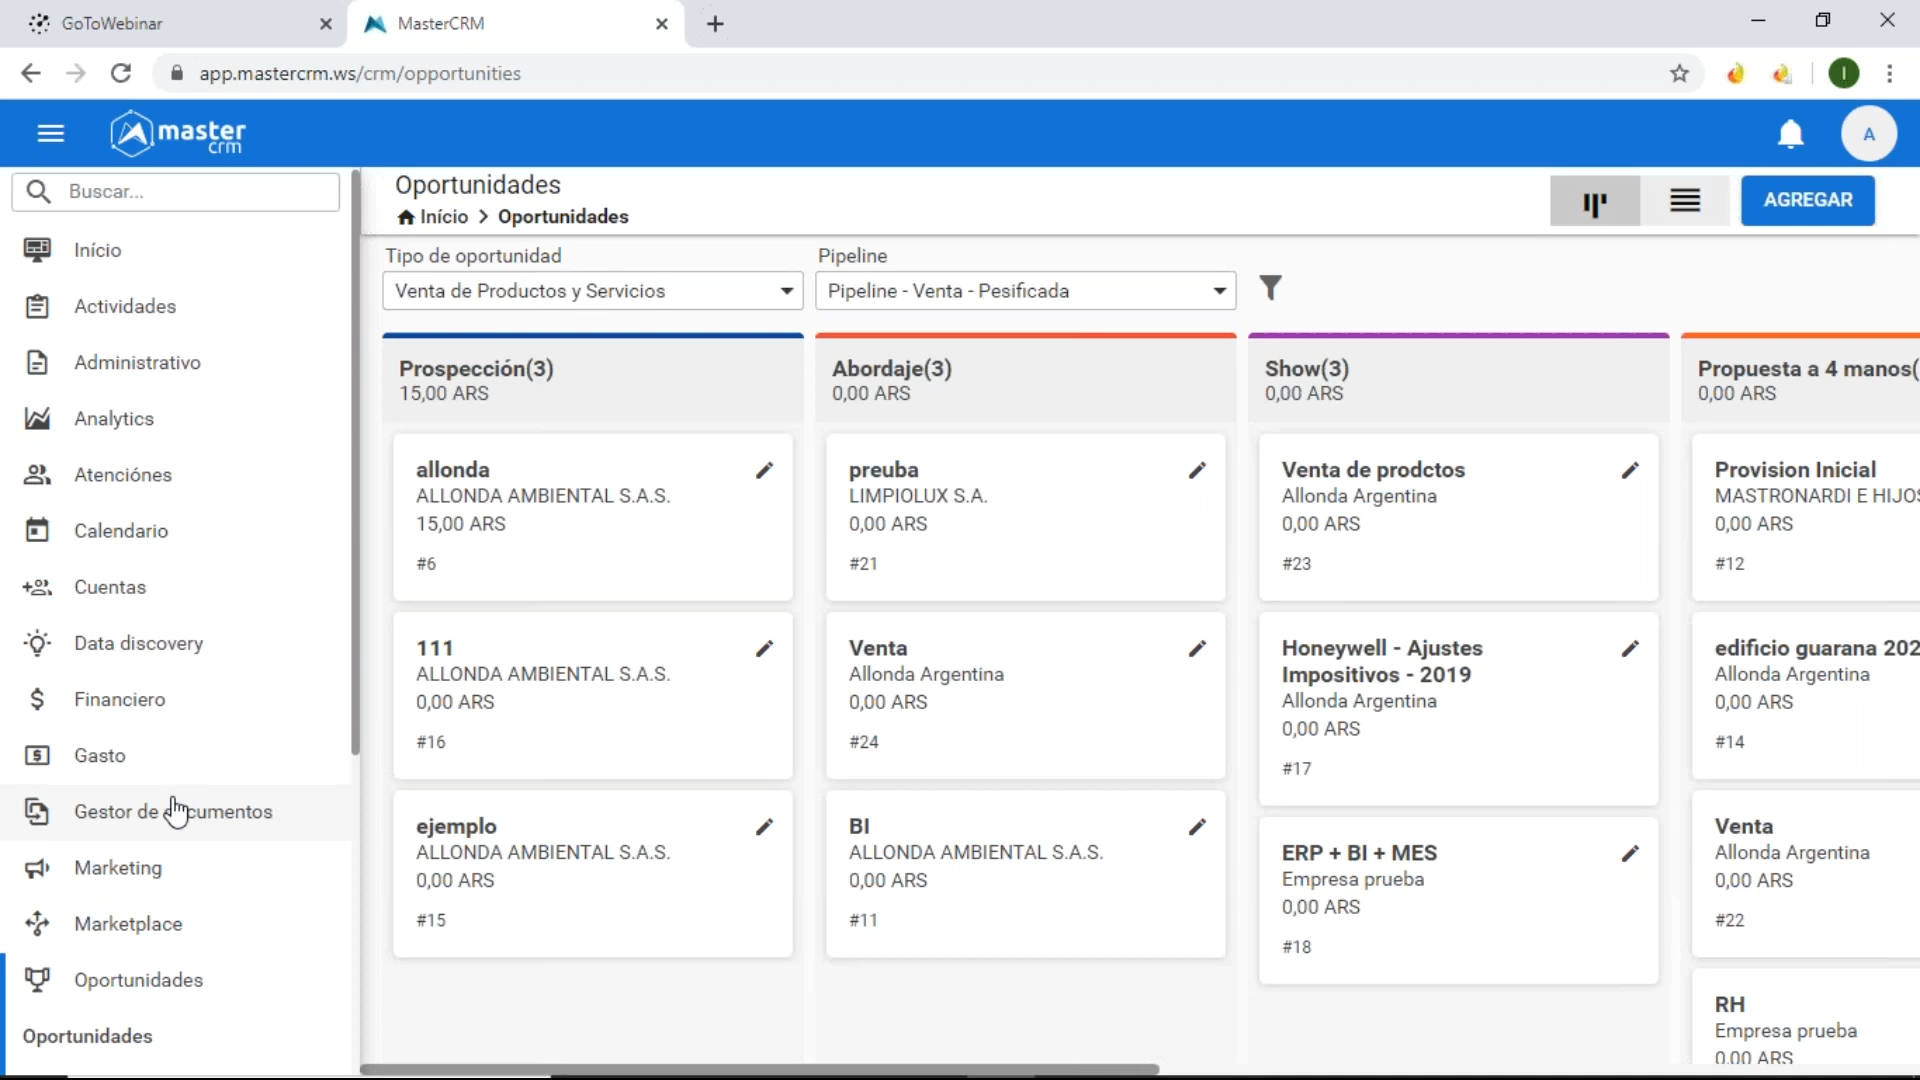 GoToWebinar
MasterCRM
app.mastercrm.ws/crm/opportunities
I
master
crm
A
Buscar...
Início
Actividades
Administrativo
Analytics
Atenciónes
Calendario
Cuentas
Data discovery
Financiero
Gasto
Gestor de cumentos
Marketing
Marketplace
Oportunidades
Oportunidades
Oportunidades
Início > Oportunidades
AGREGAR
Tipo de oportunidad
Venta de Productos y Servicios
Pipeline
Pipeline - Venta - Pesificada
Prospección(3)
15,00 ARS
allonda
ALLONDA AMBIENTAL S.A.S.
15,00 ARS
#6
111
ALLONDA AMBIENTAL S.A.S.
0,00 ARS
#16
ejemplo
ALLONDA AMBIENTAL S.A.S.
0,00 ARS
#15
Abordaje(3)
0,00 ARS
preuba
LIMPIOLUX S.A.
0,00 ARS
#21
Venta
Allonda Argentina
0,00 ARS
#24
BI
ALLONDA AMBIENTAL S.A.S.
0,00 ARS
#11
Show(3)
0,00 ARS
Venta de prodctos
Allonda Argentina
0,00 ARS
#23
Honeywell - Ajustes
Impositivos - 2019
Allonda Argentina
0,00 ARS
#17
ERP + BI + MES
Empresa prueba
0,00 ARS
#18
Propuesta a 4 manos(
0,00 ARS
Provision Inicial
MASTRONARDI E HIJOS
0,00 ARS
#12
edificio guarana 202
Allonda Argentina
0,00 ARS
#14
Venta
Allonda Argentina
0,00 ARS
#22
RH
Empresa prueba
0,00 ARS